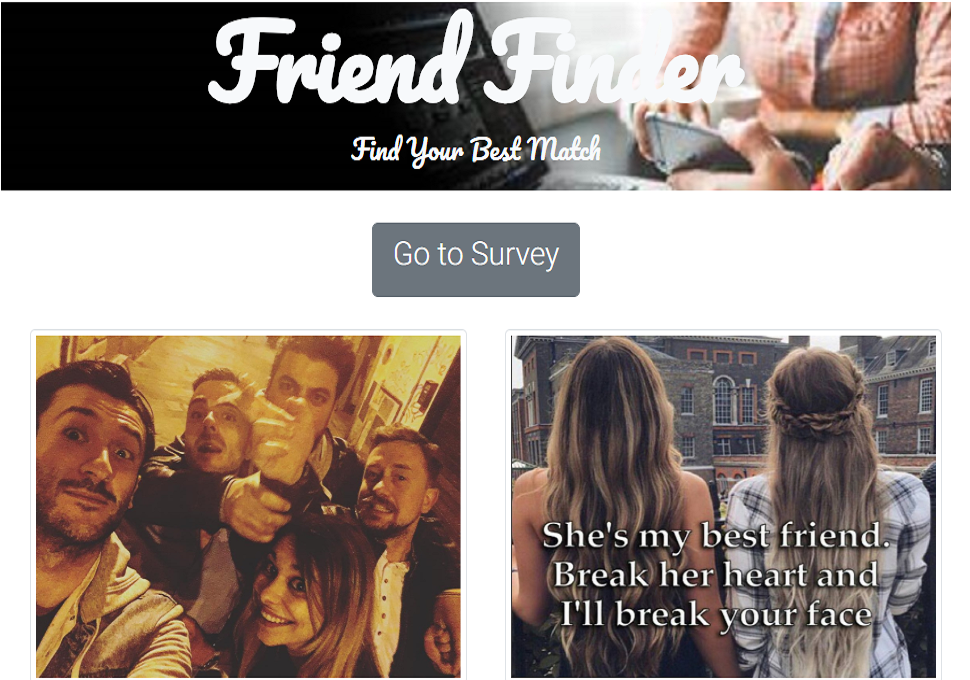 Friend Finder
Find Your Best Match
Go to Survey
She's my best friend.
Break her heart and
I'll break your face